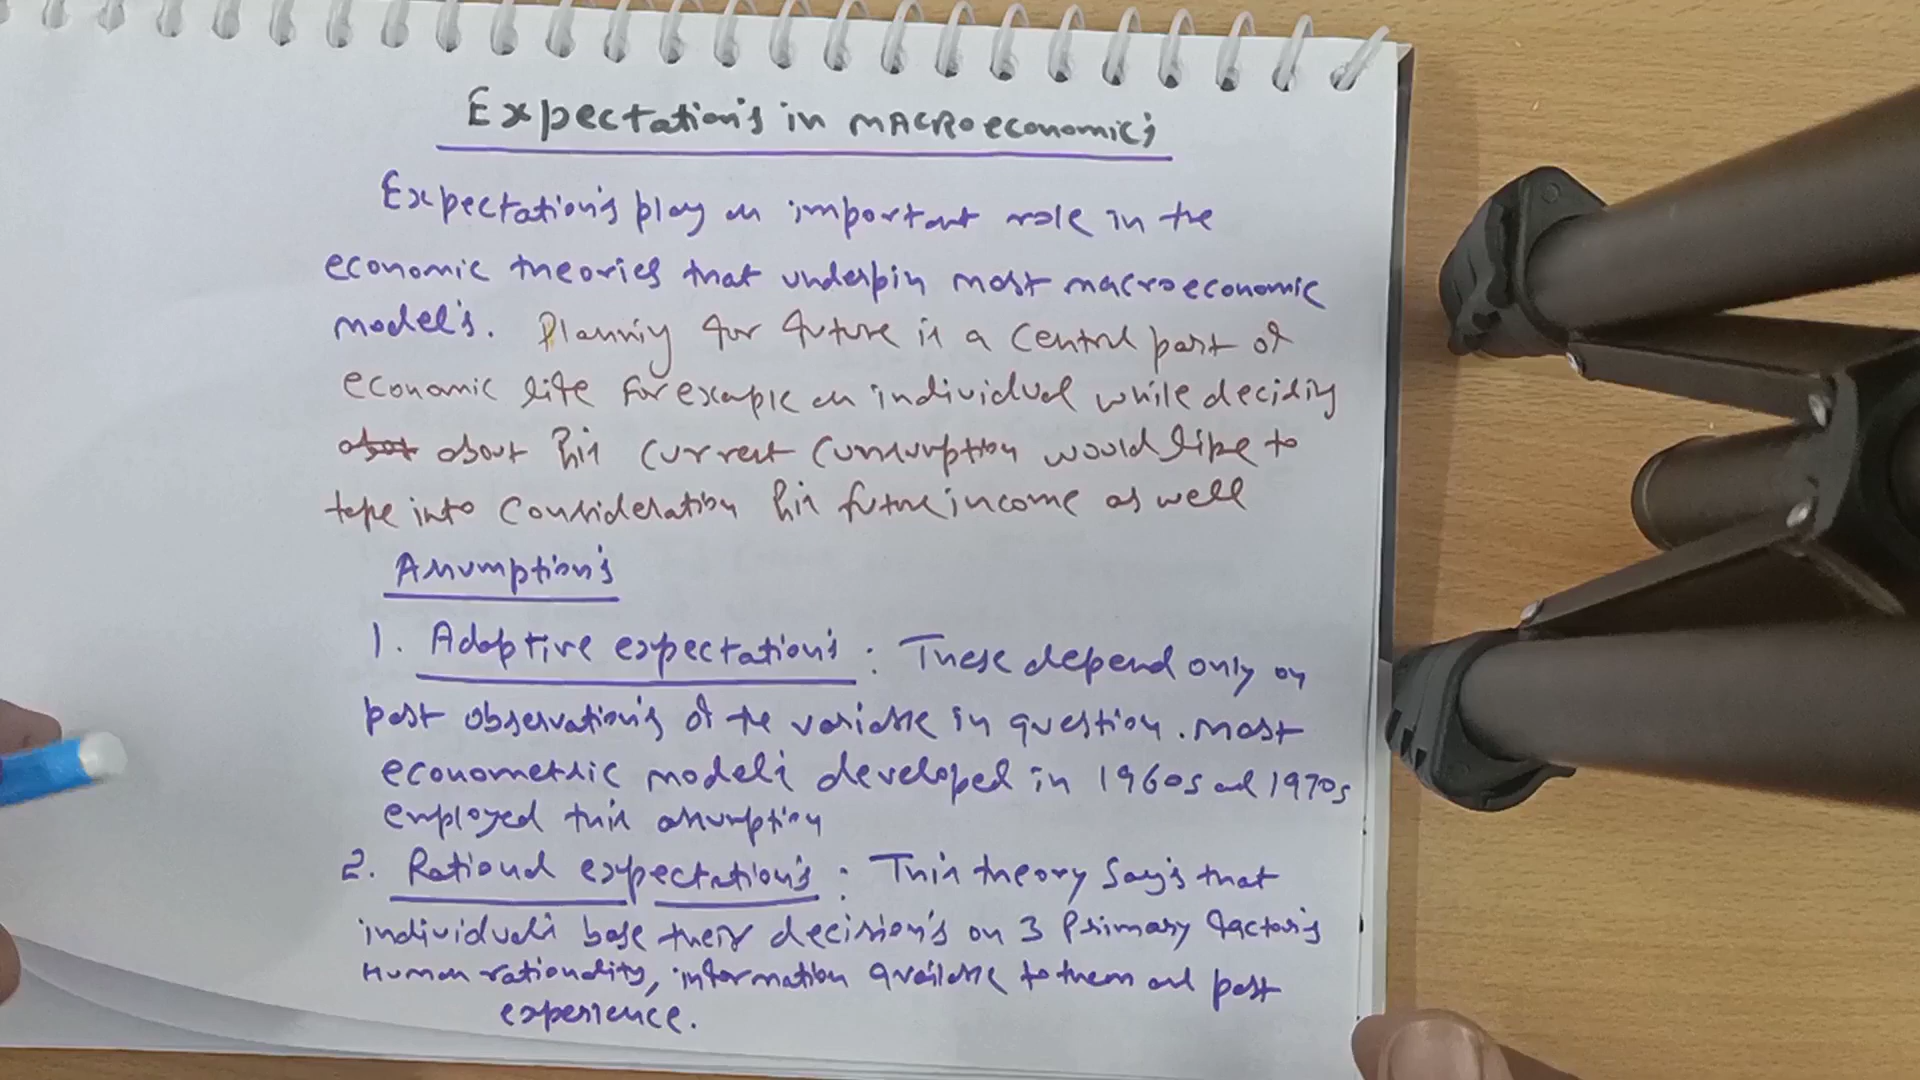 Expectations in MACROeconomics
Expectations play an important role in the
economic theories that underpin most macroeconomic
models. Planning for future is a central part of
economic life For example an individual while deciding
about about his current consumption would like to
take into consideration his future income as well
Assumptions
1. Adaptive expectations : These depend only on
past observations of the variable in question. Most
econometric models developed in 1960s and 1970s
employed this assumption
2. Rational expectations : This theory says that
individuals base their decisions on 3 Primary factors
Human rationality, information available to them and past
experience.